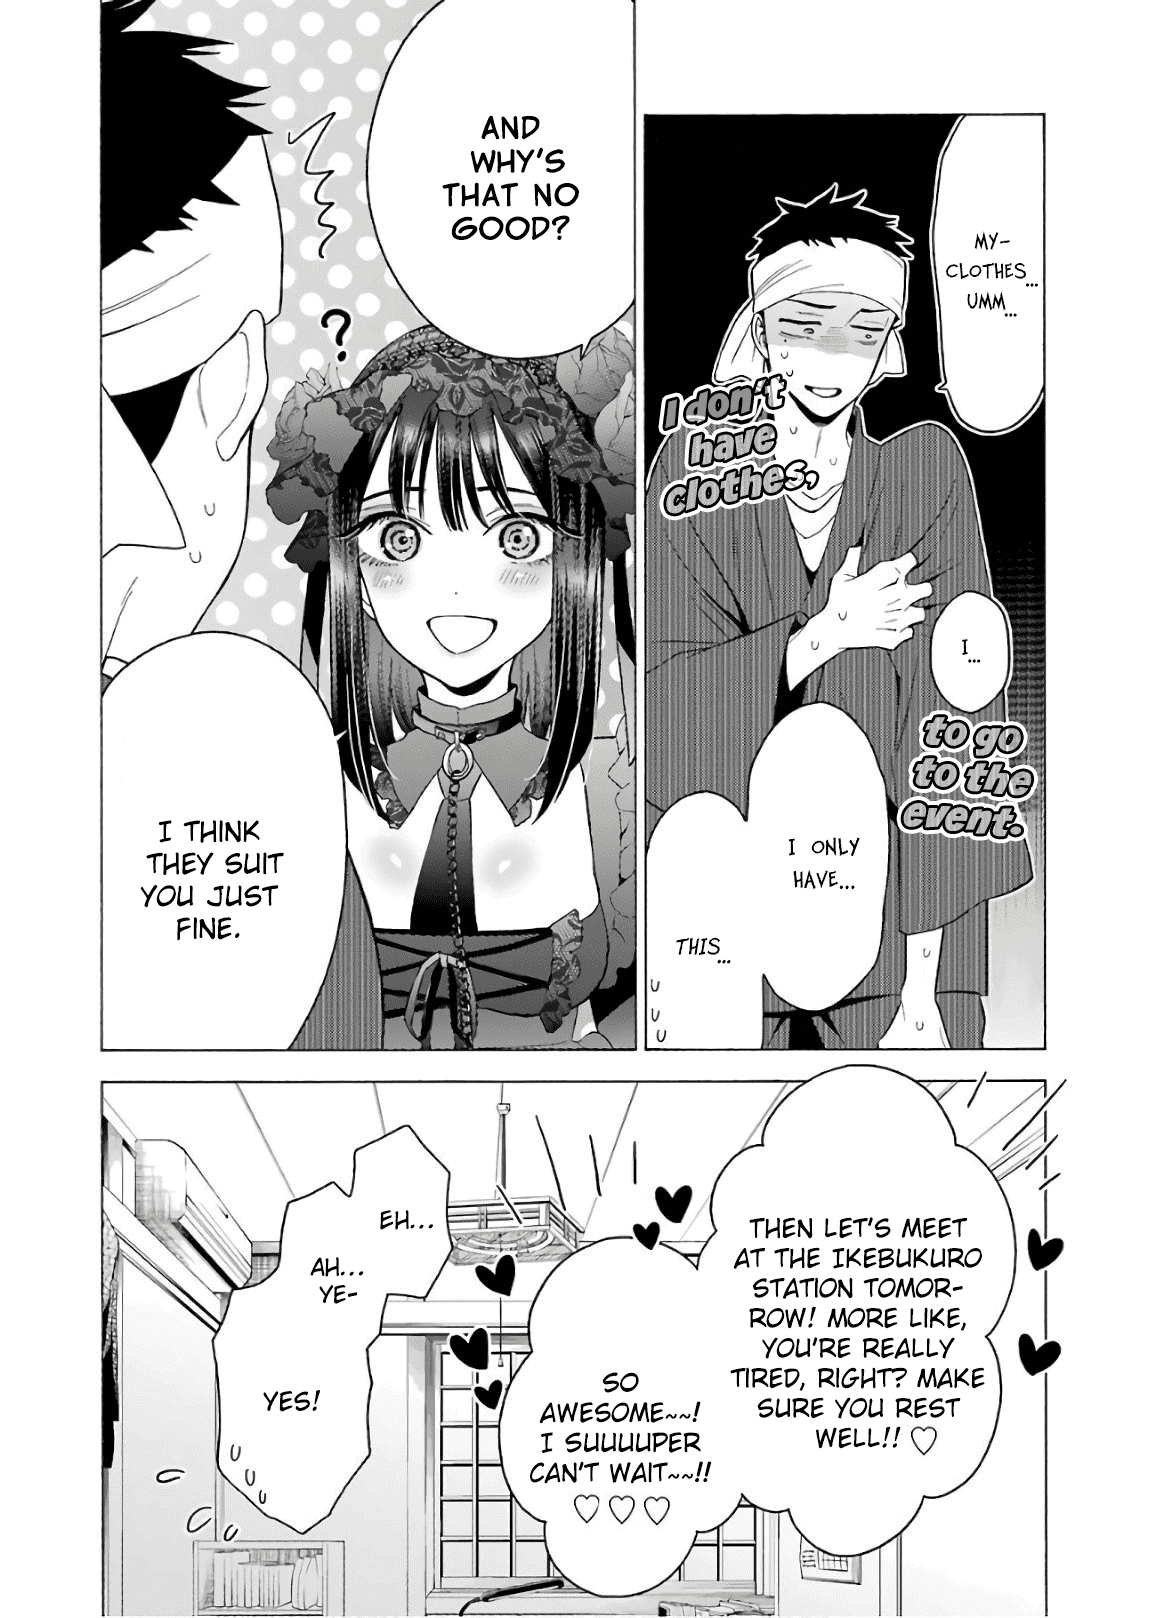 MY-
CLOTHES...
UMM...
I don't
have
clothes,
I...
to go
to the
event.
I ONLY
HAVE...
THIS...
AND
WHY'S
THAT NO
GOOD?
?
I THINK
THEY SUIT
YOU JUST
FINE.
THEN LET'S MEET
AT THE IKEBUKURO
STATION TOMOR-
ROW! MORE LIKE,
YOU'RE REALLY
TIRED, RIGHT? MAKE
SURE YOU REST
WELL!! ♡
SO
AWESOME~~!
I SUUUUPER
CAN'T WAIT~~!!
♡ ♡ ♡
EH...
AH...
YE-
YES!